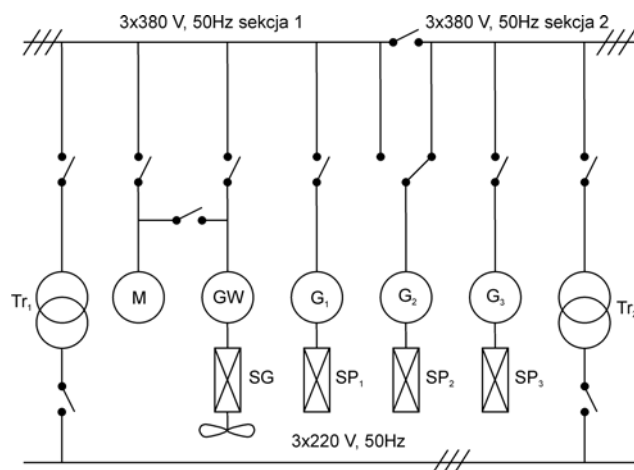 3x380 V, 50Hz sekcja 1
3x380 V, 50Hz sekcja 2
Tr₁
M
GW
G₁
G₂
G₃
Tr₂
SG
SP₁
SP₂
SP₃
3x220 V, 50Hz